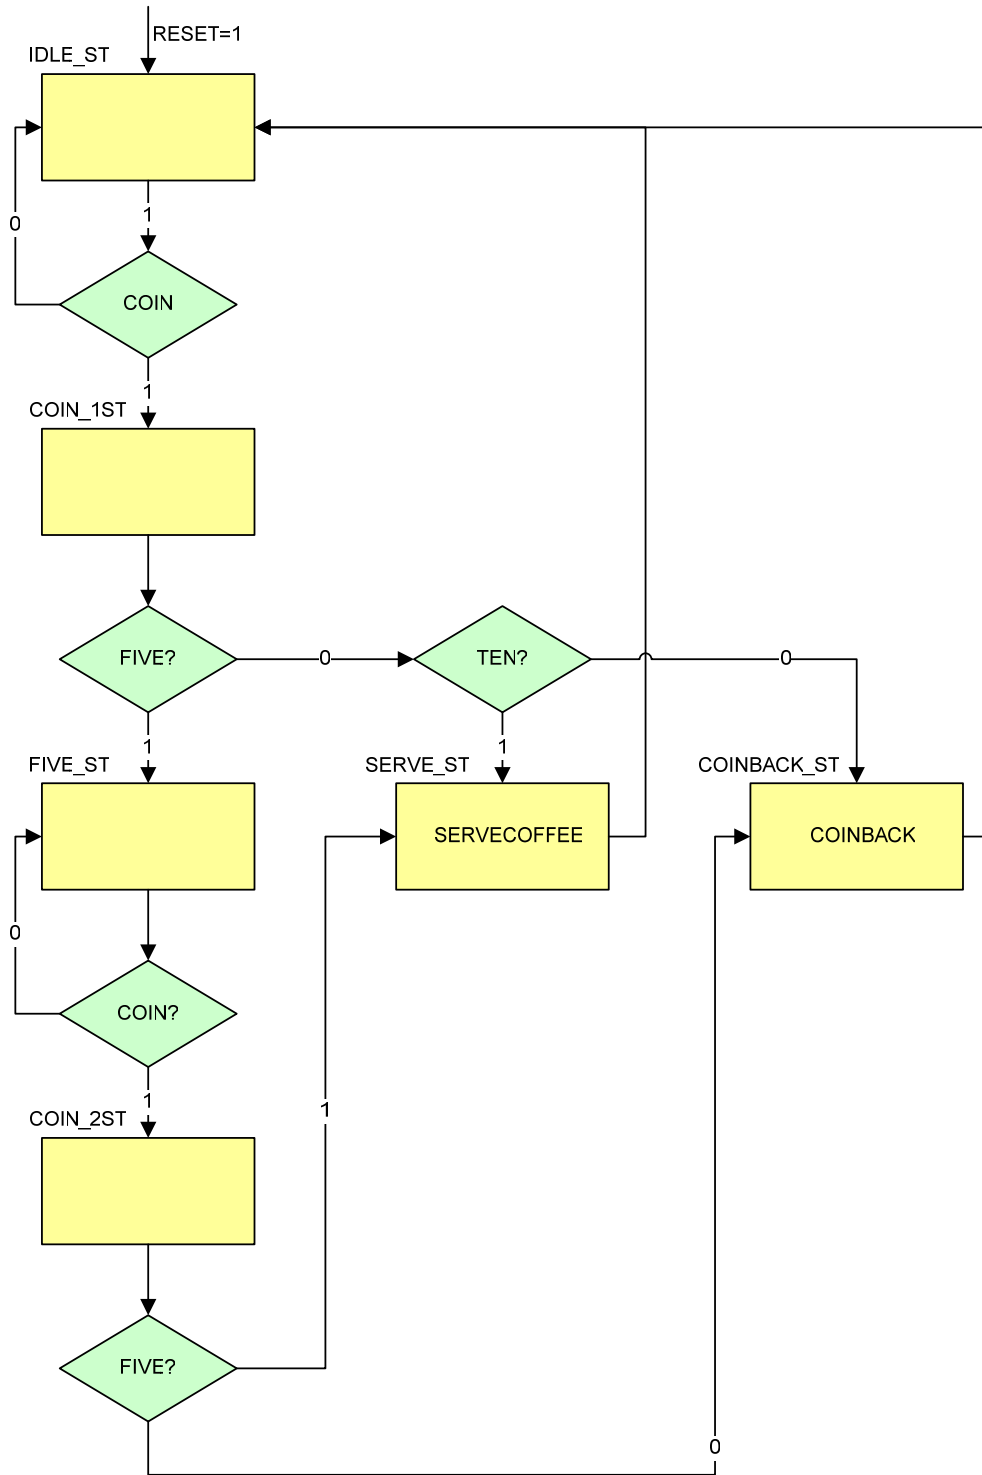 RESET=1
IDLE_ST
1
0
COIN
1
COIN_1ST
FIVE?
0
TEN?
0
1
1
FIVE_ST
SERVE_ST
COINBACK_ST
SERVECOFFEE
COINBACK
0
COIN?
1
COIN_2ST
1
FIVE?
0